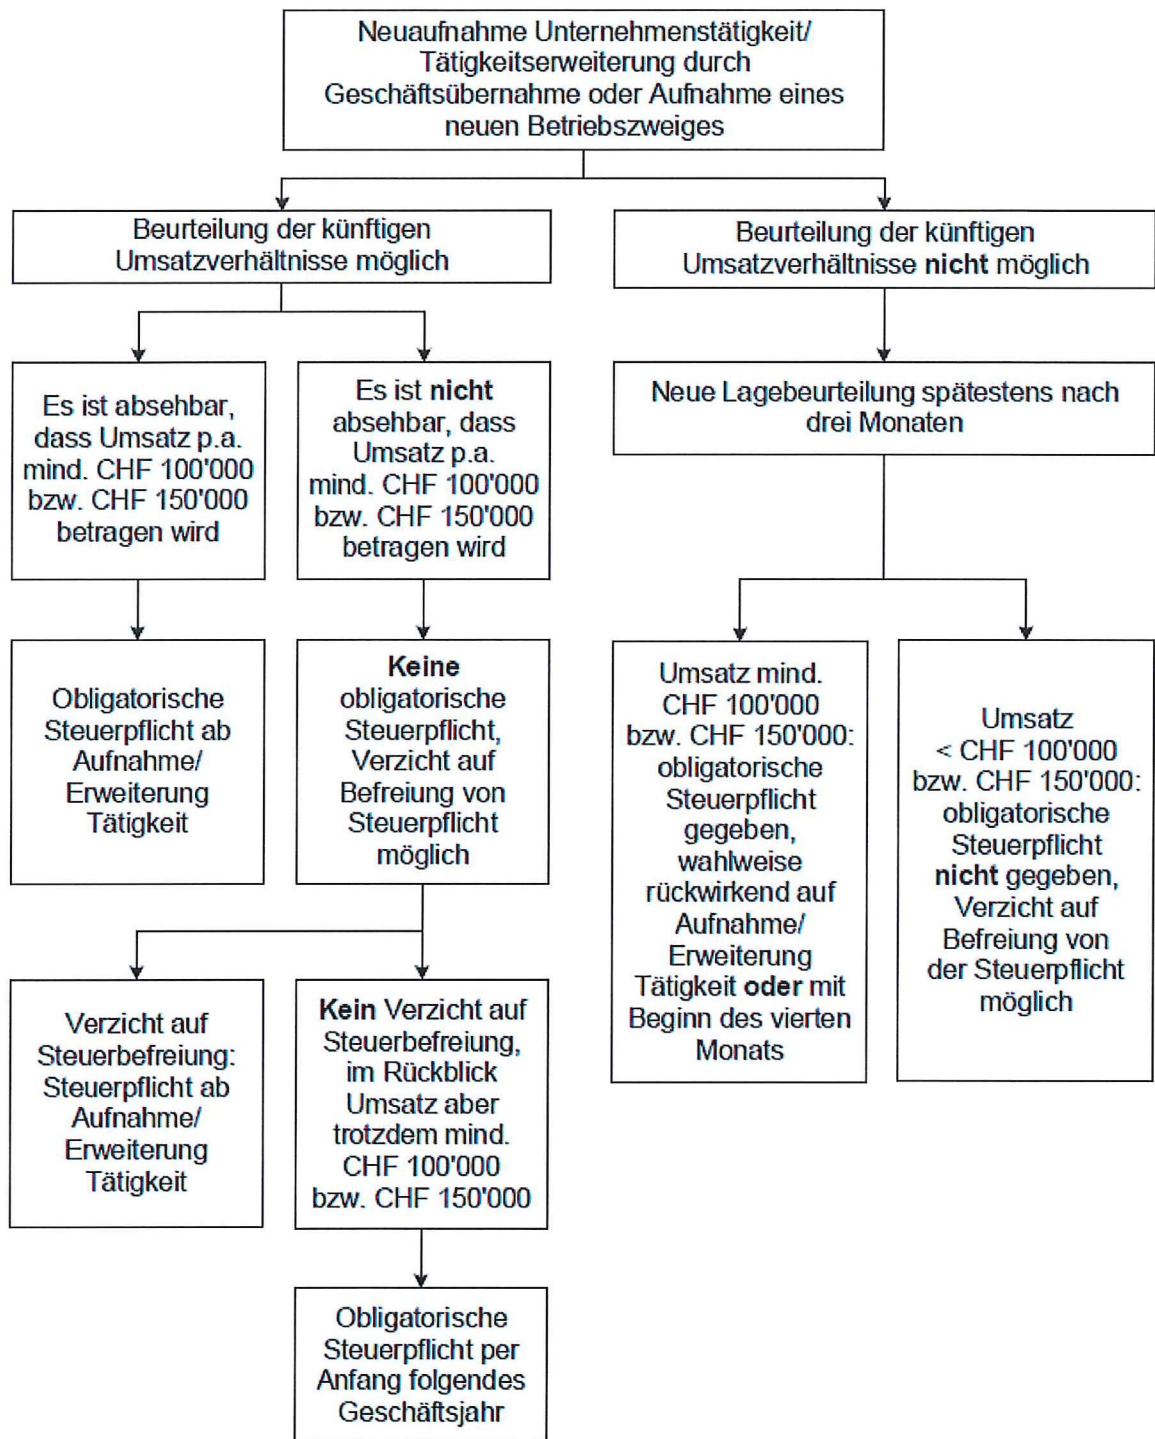 Neuaufnahme Unternehmenstätigkeit/
Tätigkeitserweiterung durch
Geschäftsübernahme oder Aufnahme eines
neuen Betriebszweiges
Beurteilung der künftigen
Umsatzverhältnisse möglich
Beurteilung der künftigen
Umsatzverhältnisse nicht möglich
Es ist absehbar,
dass Umsatz p.a.
mind. CHF 100'000
bzw. CHF 150'000
betragen wird
Es ist nicht
absehbar, dass
Umsatz p.a.
mind. CHF 100'000
bzw. CHF 150'000
betragen wird
Neue Lagebeurteilung spätestens nach
drei Monaten
Obligatorische
Steuerpflicht ab
Aufnahme/
Erweiterung
Tätigkeit
Keine
obligatorische
Steuerpflicht,
Verzicht auf
Befreiung von
Steuerpflicht
möglich
Umsatz mind.
CHF 100'000
bzw. CHF 150'000:
obligatorische
Steuerpflicht
gegeben,
wahlweise
rückwirkend auf
Aufnahme/
Erweiterung
Tätigkeit oder mit
Beginn des vierten
Monats
Umsatz
< CHF 100'000
bzw. CHF 150'000:
obligatorische
Steuerpflicht
nicht gegeben,
Verzicht auf
Befreiung von
der Steuerpflicht
möglich
Verzicht auf
Steuerbefreiung:
Steuerpflicht ab
Aufnahme/
Erweiterung
Tätigkeit
Kein Verzicht auf
Steuerbefreiung,
im Rückblick
Umsatz aber
trotzdem mind.
CHF 100'000
bzw. CHF 150'000
Obligatorische
Steuerpflicht per
Anfang folgendes
Geschäftsjahr